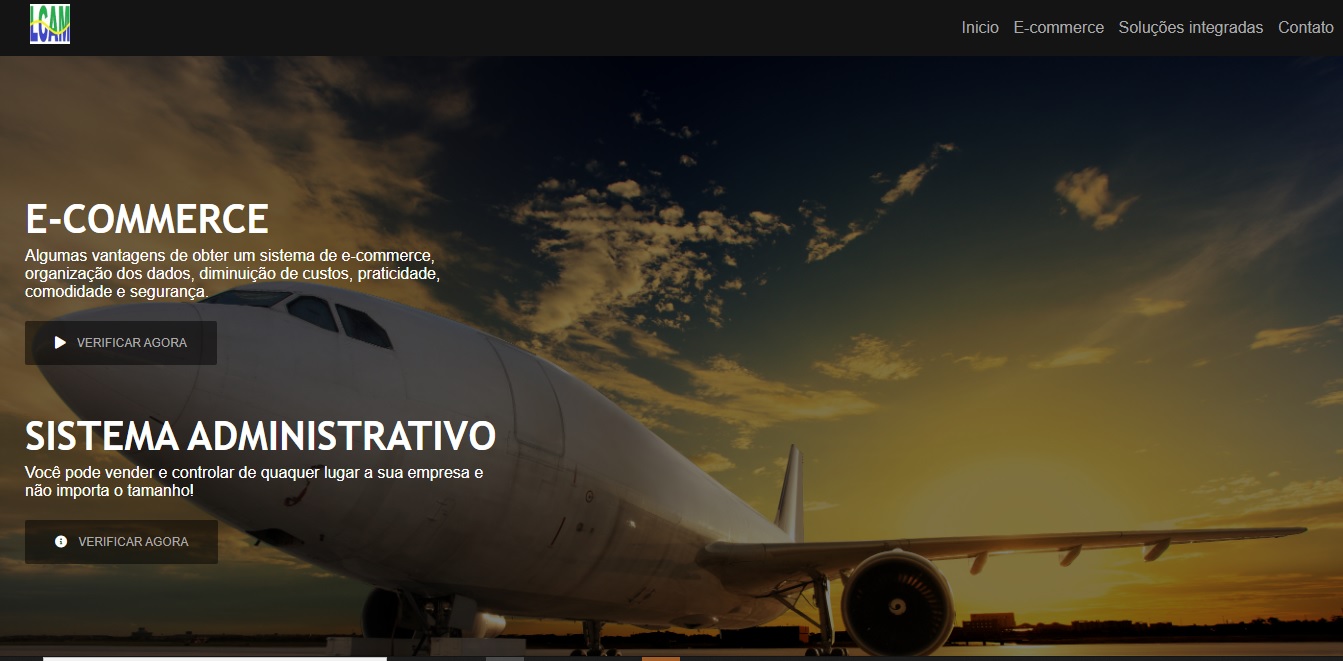 LCAM
Inicio E-commerce Soluções integradas Contato
E-COMMERCE
Algumas vantagens de obter um sistema de e-commerce,
organização dos dados, diminuição de custos, praticidade,
comodidade e segurança.
VERIFICAR AGORA
SISTEMA ADMINISTRATIVO
Você pode vender e controlar de quaquer lugar a sua empresa e
não importa o tamanho!
VERIFICAR AGORA